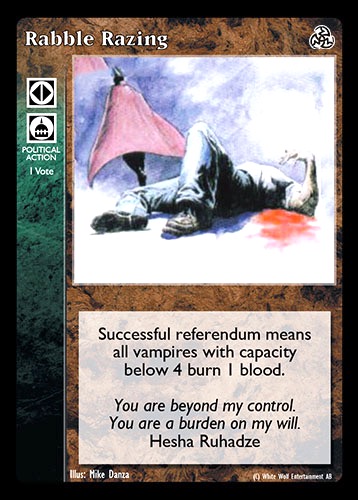 Rabble Razing
POLITICAL
ACTION
1 Vote
Successful referendum means
all vampires with capacity
below 4 burn 1 blood.
You are beyond my control.
You are a burden on my will.
Hesha Ruhadze
Illus: Mike Danza
(C) White Wolf Entertainment AB